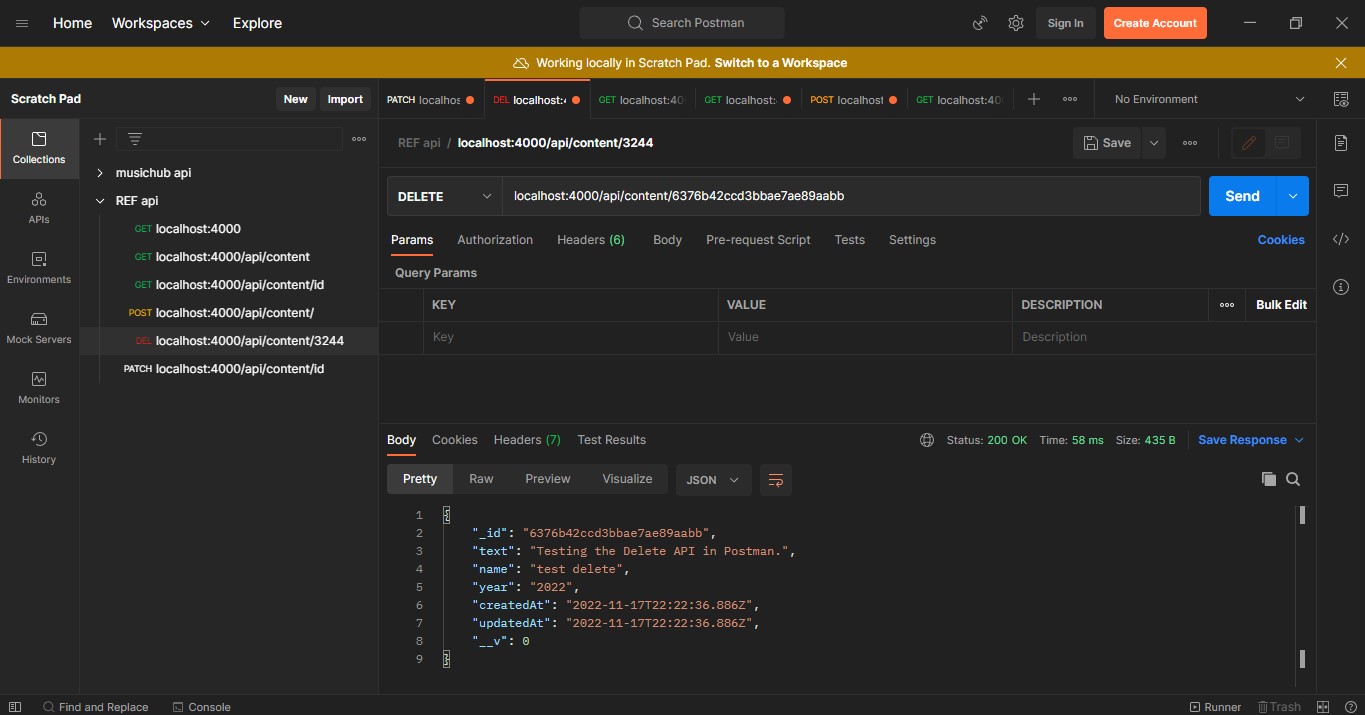 Home Workspaces Explore Search Postman Sign In Create Account
Working locally in Scratch Pad. Switch to a Workspace
Scratch Pad New Import
PATCH localhos DEL localhost:4 GET localhost:40 GET localhost: POST localhost GET localhost:40 No Environment
Collections
APIs
Environments
Mock Servers
Monitors
History
musichub api
REF api
GET localhost:4000
GET localhost:4000/api/content
GET localhost:4000/api/content/id
POST localhost:4000/api/content/
DEL localhost:4000/api/content/3244
PATCH localhost:4000/api/content/id
REF api / localhost:4000/api/content/3244 Save
DELETE localhost:4000/api/content/6376b42ccd3bbae7ae89aabb Send
Params Authorization Headers (6) Body Pre-request Script Tests Settings Cookies
Query Params
KEY VALUE DESCRIPTION Bulk Edit
Key Value Description
Body Cookies Headers (7) Test Results Status: 200 OK Time: 58 ms Size: 435 B Save Response
Pretty Raw Preview Visualize JSON
1 {
2 "_id": "6376b42ccd3bbae7ae89aabb",
3 "text": "Testing the Delete API in Postman.",
4 "name": "test delete",
5 "year": "2022",
6 "createdAt": "2022-11-17T22:22:36.886Z",
7 "updatedAt": "2022-11-17T22:22:36.886Z",
8 "__v": 0
9 }
Find and Replace Console Runner Trash